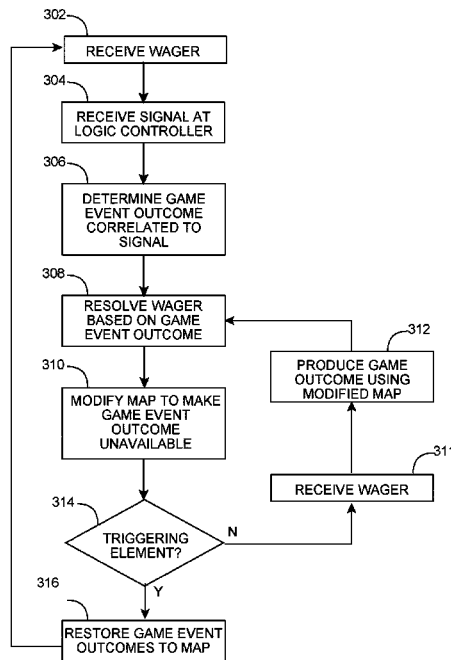 302
RECEIVE WAGER
304
RECEIVE SIGNAL AT
LOGIC CONTROLLER
306
DETERMINE GAME
EVENT OUTCOME
CORRELATED TO
SIGNAL
308
RESOLVE WAGER
BASED ON GAME
EVENT OUTCOME
310
MODIFY MAP TO MAKE
GAME EVENT
OUTCOME
UNAVAILABLE
312
PRODUCE GAME
OUTCOME USING
MODIFIED MAP
311
RECEIVE WAGER
314
TRIGGERING
ELEMENT?
N
Y
316
RESTORE GAME EVENT
OUTCOMES TO MAP